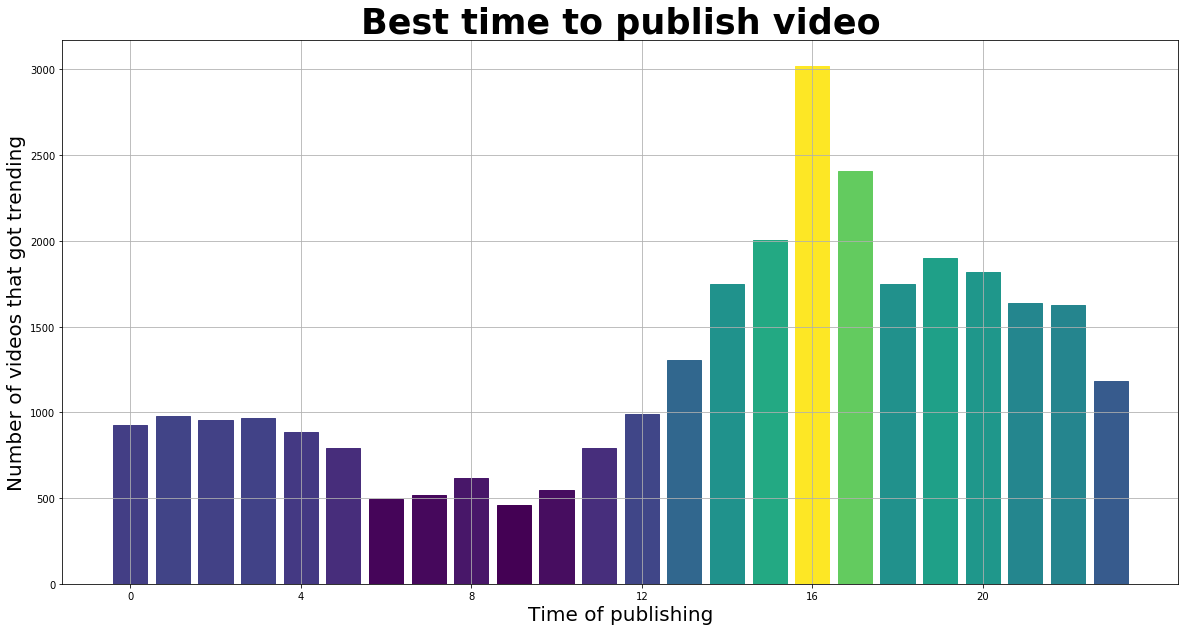 Best time to publish video
Number of videos that got trending
3000
2500
2000
1500
1000
500
0
0 4 8 12 16 20
Time of publishing